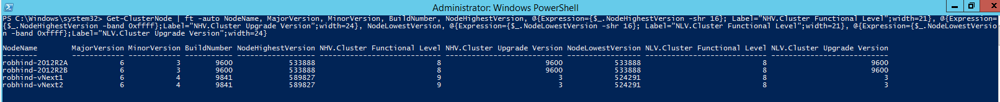 Administrator: Windows PowerShell
PS C:\Windows\system32> Get-ClusterNode | ft -auto NodeName, MajorVersion, MinorVersion, BuildNumber, NodeHighestVersion, @{Expression={$_.NodeHighestVersion -shr 16}; Label="NHV.Cluster Functional Level";width=21}, @{Expression=
{$_.NodeHighestVersion -band 0xffff};Label="NHV.Cluster Upgrade Version";width=24}, NodeLowestVersion, @{Expression={$_.NodeLowestVersion -shr 16}; Label="NLV.Cluster Functional Level";width=21}, @{Expression={$_.NodeLowestVersio
n -band 0xffff};Label="NLV.Cluster Upgrade Version";width=24}
NodeName MajorVersion MinorVersion BuildNumber NodeHighestVersion NHV.Cluster Functional Level NHV.Cluster Upgrade Version NodeLowestVersion NLV.Cluster Functional Level NLV.Cluster Upgrade Version
-------- ------------ ------------ ----------- ------------------ ---------------------------- --------------------------- ----------------- ---------------------------- ---------------------------
robhind-2012R2A 6 3 9600 533888 8 9600 533888 8 9600
robhind-2012R2B 6 3 9600 533888 8 9600 533888 8 9600
robhind-vNext1 6 4 9841 589827 9 3 524291 8 3
robhind-vNext2 6 4 9841 589827 9 3 524291 8 3